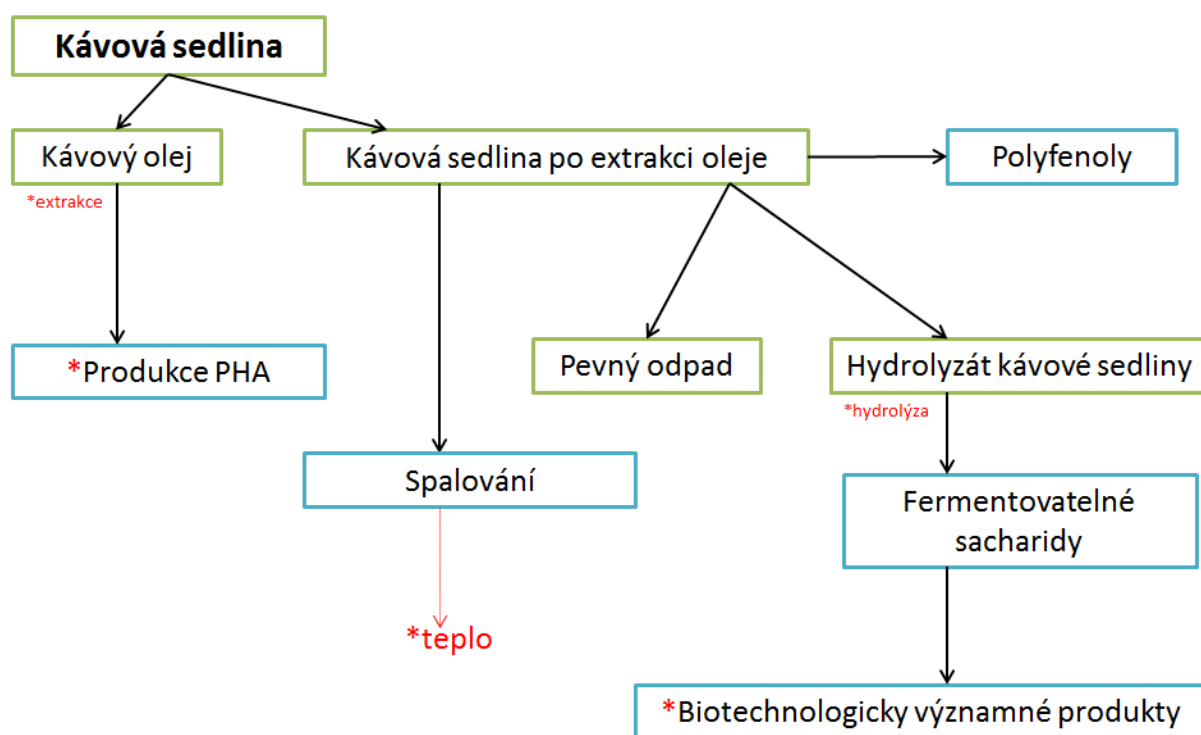 Kávová sedlina
Kávový olej
Kávová sedlina po extrakci oleje
Polyfenoly
*extrakce
*Produkce PHA
Pevný odpad
Hydrolyzát kávové sedliny
*hydrolýza
Spalování
Fermentovatelné
sacharidy
*teplo
*Biotechnologicky významné produkty